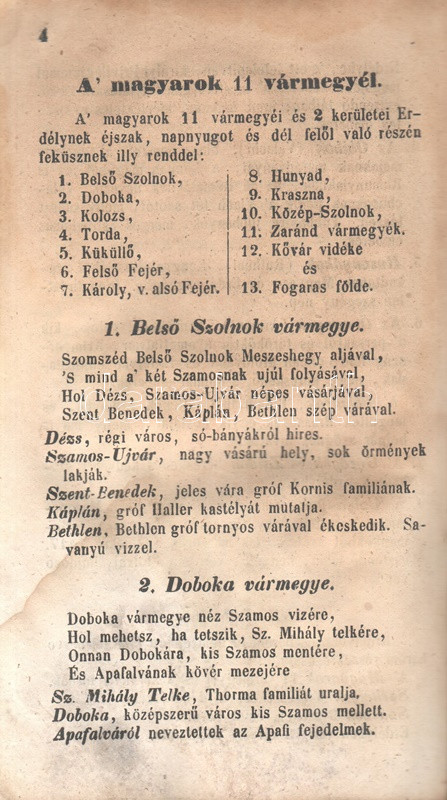 4
A' magyarok 11 vármegyéi.
A' magyarok 11 vármegyéi és 2 kerületei Er-
délynek éjszak, napnyugot és dél felől való részén
feküsznek illy renddel:
1. Belső Szolnok,
2. Doboka,
3. Kolozs,
4. Torda,
5. Küküllő,
6. Felső Fejér,
7. Károly, v. alsó Fejér.
8. Hunyad,
9. Kraszna,
10. Közép-Szolnok,
11. Zaránd vármegyék.
12. Kővár vidéke
és
13. Fogaras földe.
1. Belső Szolnok vármegye.
Szomszéd Belső Szolnok Meszeshegy aljával,
'S mind a' két Szamosnak ujúl folyásával,
Hol Dézs, Szamos-Ujvár népes vásárjával,
Szent Benedek, Káplán, Bethlen szép várával.
Dézs, régi város, só-bányákról híres.
Szamos-Ujvár, nagy vásárú hely, sok örmények
lakják.
Szent-Benedek, jeles vára gróf Kornis familiának.
Káplán, gróf Haller kastélyát mutatja.
Bethlen, Bethlen gróf tornyos várával ékeskedik. Sa-
vanyú vizzel.
2. Doboka vármegye.
Doboka vármegye néz Szamos vizére,
Hol mehetsz, ha tetszik, Sz. Mihály telkére,
Onnan Dobokára, kis Szamos mentére,
És Apafalvának kövér mezejére
Sz. Mihály Telke, Thorma familiát uralja.
Doboka, középszerű város kis Szamos mellett.
Apafalváról neveztettek az Apafi fejedelmek.